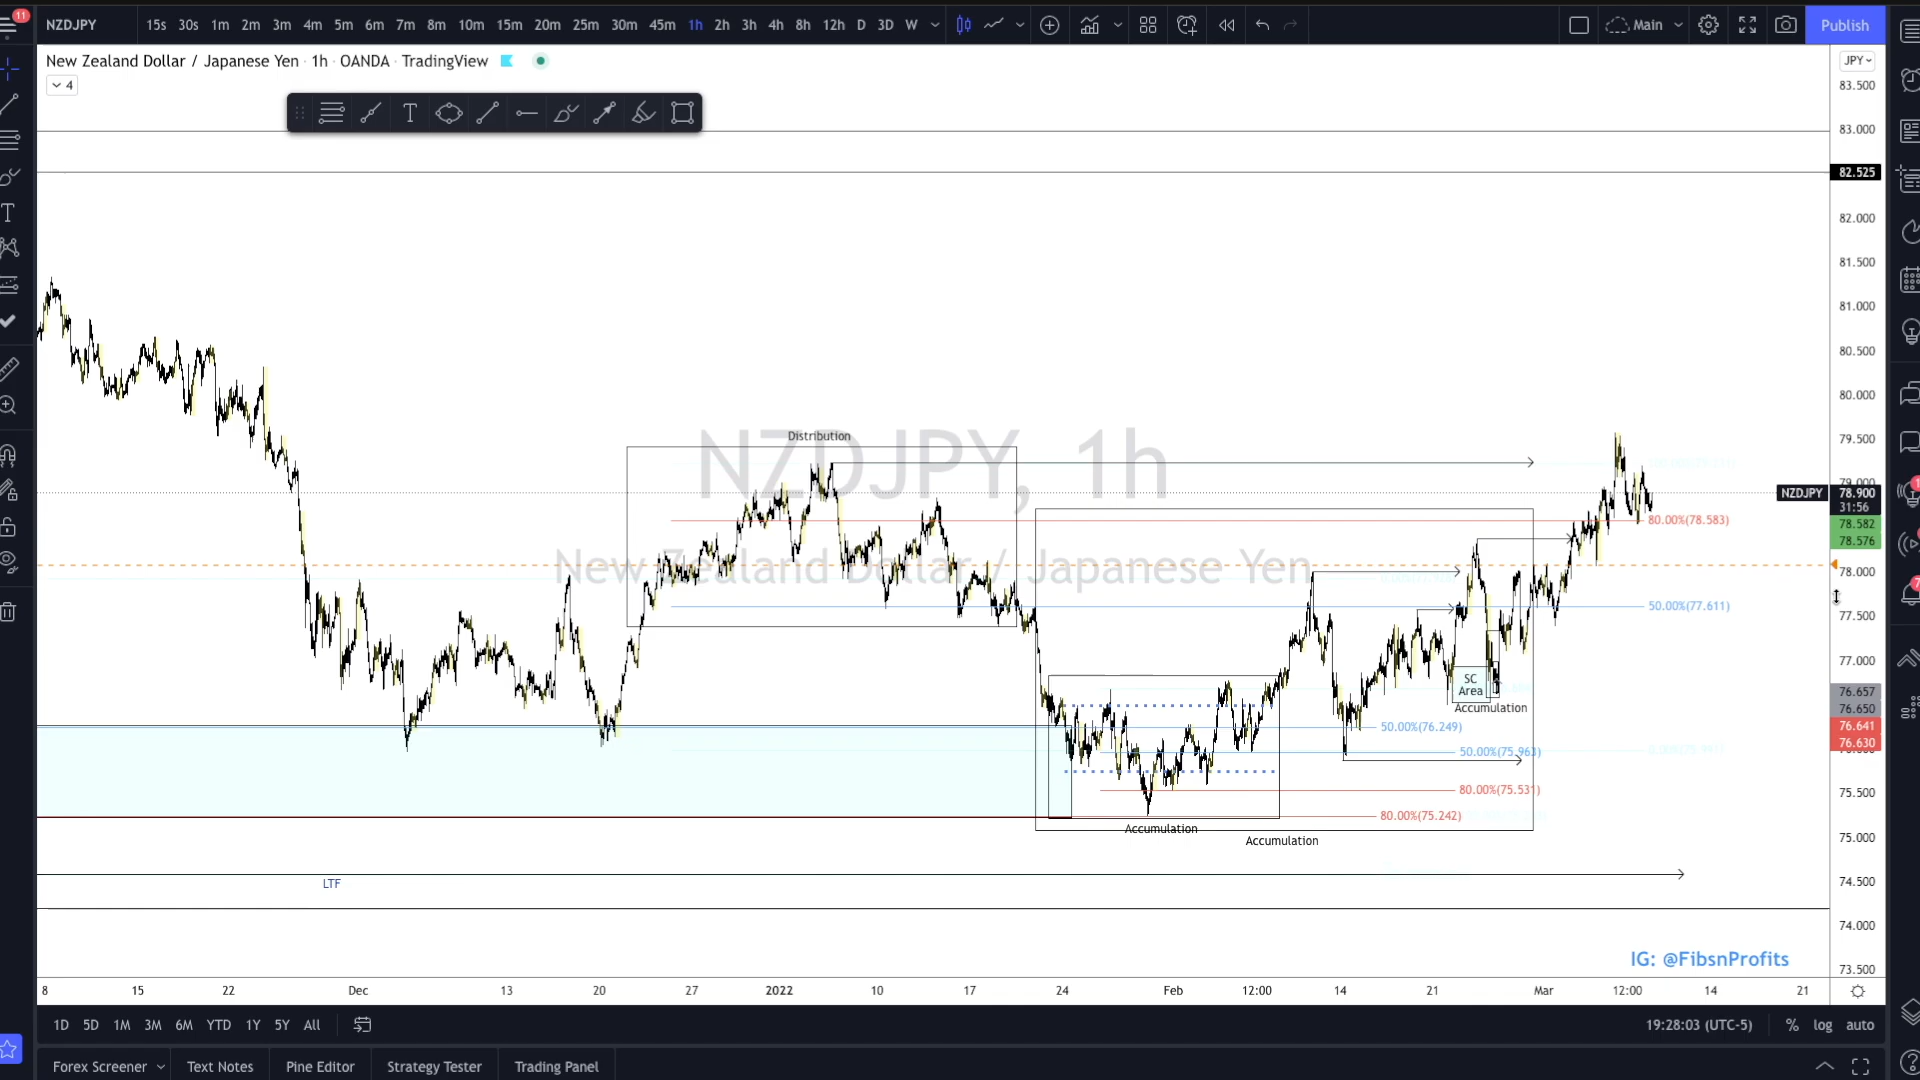 11
NZDJPY 15s 30s 1m 2m 3m 4m 5m 6m 7m 8m 10m 15m 20m 25m 30m 45m 1h 2h 3h 4h 8h 12h D 3D W Main Publish
New Zealand Dollar / Japanese Yen · 1h · OANDA · TradingView
4
JPY
83.500
83.000
82.525
82.000
81.500
81.000
80.500
80.000
79.500
79.000
NZDJPY 78.900
31:56
78.582
78.576
78.000
77.500
77.000
76.657
76.650
76.641
76.630
75.500
75.000
74.500
74.000
73.500
NZDJPY, 1h
New Zealand Dollar / Japanese Yen
Distribution
80.00%(78.583)
50.00%(77.611)
SC
Area
Accumulation
50.00%(76.249)
50.00%(75.963)
80.00%(75.531)
80.00%(75.242)
Accumulation
Accumulation
LTF
IG: @FibsnProfits
8 15 22 Dec 13 20 27 2022 10 17 24 Feb 12:00 14 21 Mar 12:00 14 21
1D 5D 1M 3M 6M YTD 1Y 5Y All 19:28:03 (UTC-5) % log auto
Forex Screener Text Notes Pine Editor Strategy Tester Trading Panel